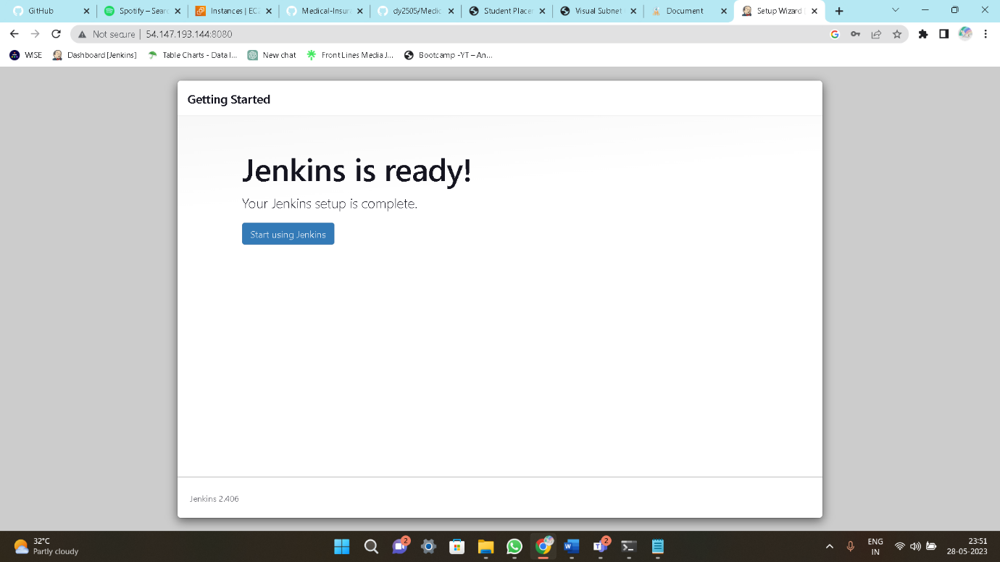 GitHub
Spotify – Sear
Instances | EC2
Medical-Insur
dy2505/Medic
Student Placer
Visual Subnet
Document
Setup Wizard
Not secure | 54.147.193.144:8080
WISE
Dashboard [Jenkins]
Table Charts - Data I...
New chat
Front Lines Media J...
Bootcamp -YT – An...
Getting Started
Jenkins is ready!
Your Jenkins setup is complete.
Start using Jenkins
Jenkins 2.406
32°C
Partly cloudy
2
2
ENG
IN
23:51
28-05-2023